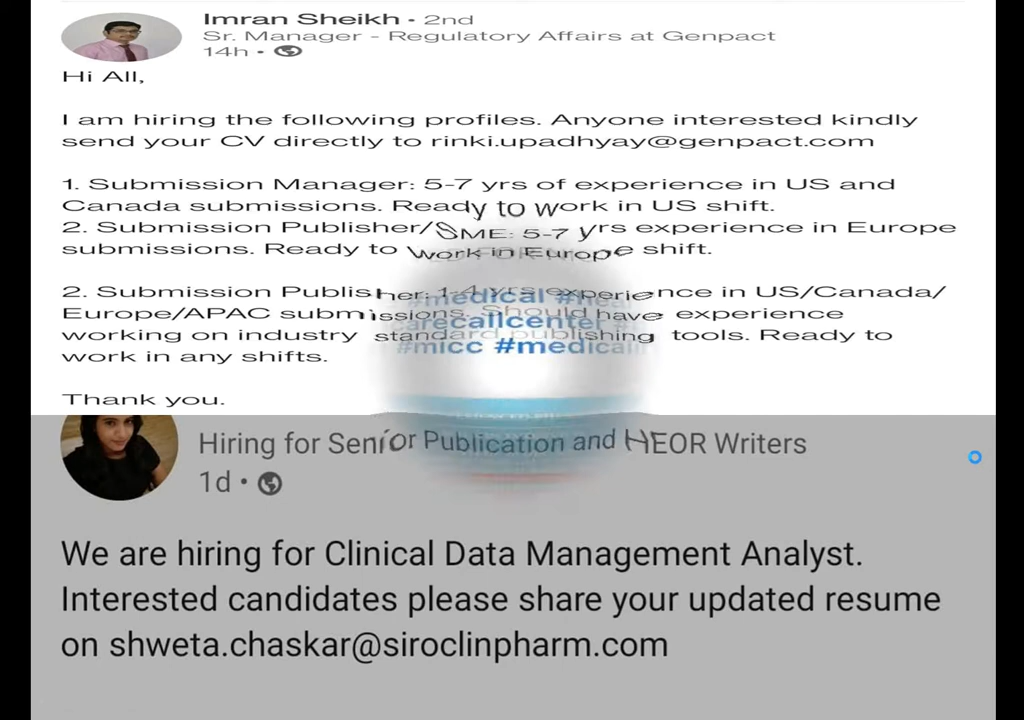 Imran Sheikh • 2nd
Sr. Manager - Regulatory Affairs at Genpact
14h •
Hi All,
I am hiring the following profiles. Anyone interested kindly
send your CV directly to rinki.upadhyay@genpact.com
1. Submission Manager: 5-7 yrs of experience in US and
Canada submissions. Ready to work in US shift.
2. Submission Publisher/SME: 5-7 yrs experience in Europe
submissions. Ready to work in Europe shift.
2. Submission Publisher: 1-4 yrs experience in US/Canada/
Europe/APAC submissions. Should have experience
working on industry standard publishing tools. Ready to
work in any shifts.
#medical
carecallcenter
#micc #medical
Thank you.
Hiring for Senior Publication and HEOR Writers
1d •
We are hiring for Clinical Data Management Analyst.
Interested candidates please share your updated resume
on shweta.chaskar@siroclinpharm.com